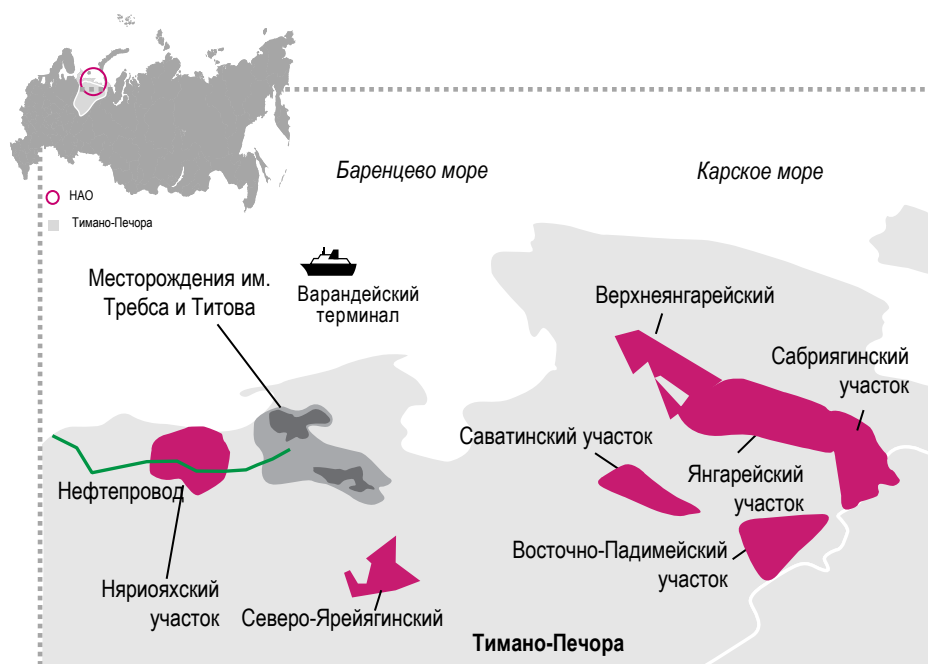 Баренцево море
Карское море
НАО
Тимано-Печора
Месторождения им.
Требса и Титова
Варандейский
терминал
Верхнеянгарейский
Сабриягинский
участок
Саватинский участок
Янгарейский
участок
Нефтепровод
Восточно-Падимейский
участок
Няриояхский
участок
Северо-Ярейягинский
Тимано-Печора